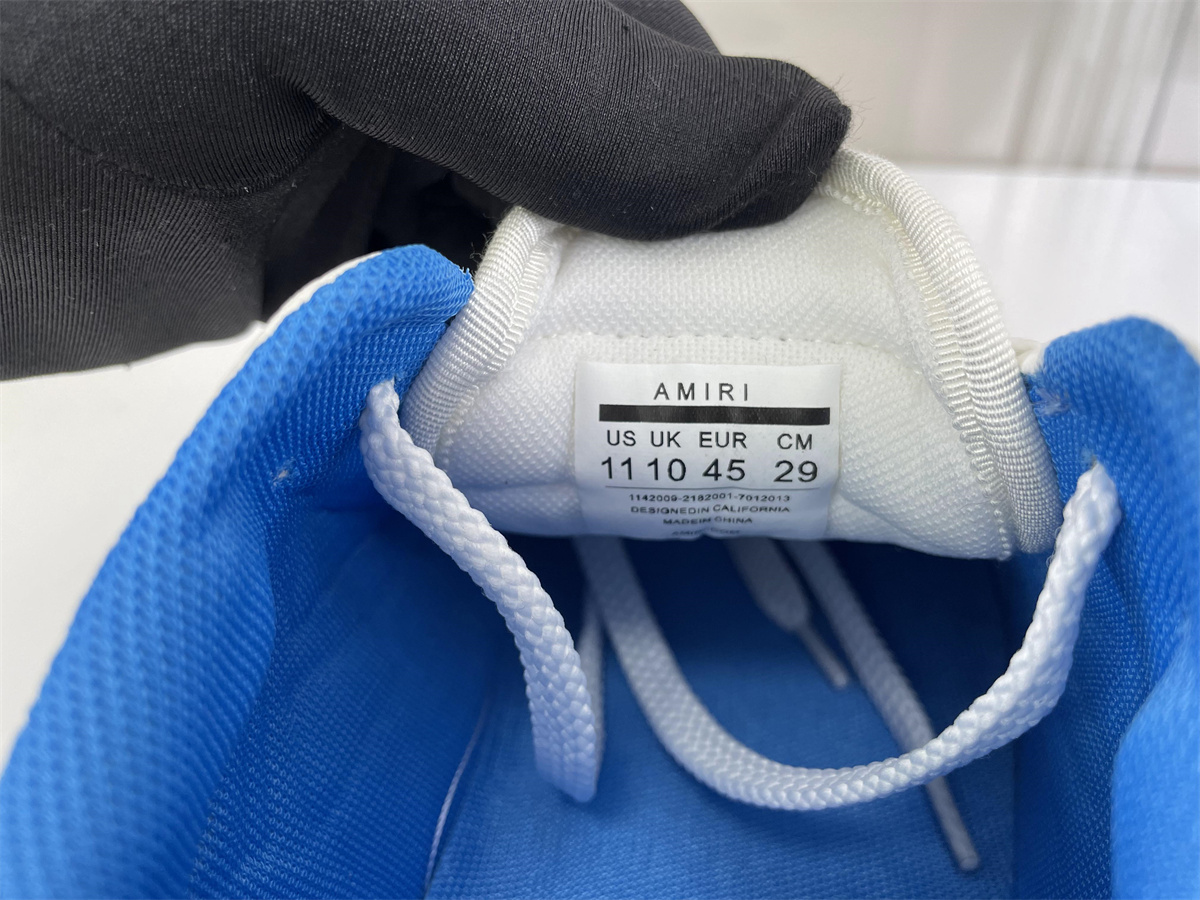 AMIRI
US UK EUR CM
11 10 45 29
1142009-2182001-7012013
DESIGNEDIN CALIFORNIA
MADEIN CHINA